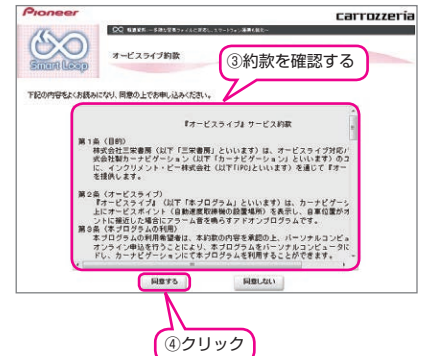 Pioneer
carrozzeria
Smart Loop
オービスライブ約款
③約款を確認する
下記の内容をよくお読みになり、同意の上でお申し込みください。
『オービスライブ』サービス約款
第1条（目的）
株式会社三栄書房（以下「三栄書房」といいます）は、オービスライブ対応パ
式会社製カーナビゲーション（以下「カーナビゲーション」といいます）のユ
に、インクリメント・ピー株式会社（以下「iPC」といいます）を通じて『オー
を提供します。
第2条（オービスライブ）
『オービスライブ』（以下「本プログラム」といいます）は、カーナビゲーシ
上にオービスポイント（自動速度取締機の設置場所）を表示し、自車位置がオ
ントに接近した場合にアラーム音を鳴らすアドオンプログラムです。
第3条（本プログラムの利用）
本プログラムの利用希望者は、本約款の内容を承認の上、パーソナルコンピュ
オンライン申込を行うことにより、本プログラムをパーソナルコンピュータに
ドし、カーナビゲーションにて本プログラムを利用することができます。
同意する
同意しない
④クリック